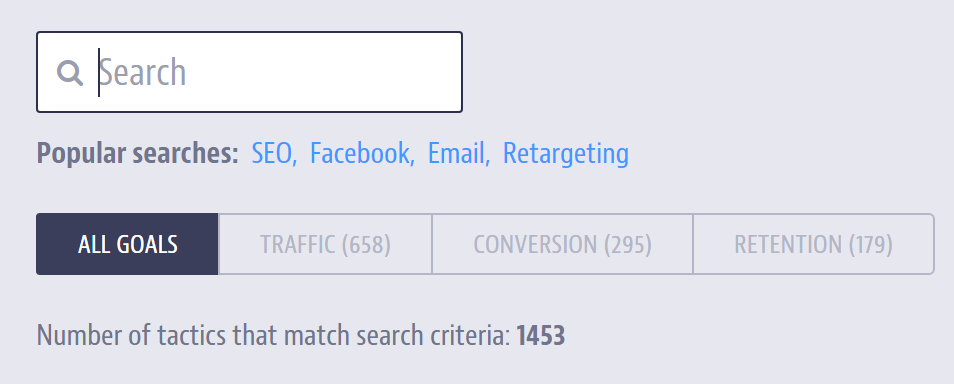 Search
Popular searches: SEO, Facebook, Email, Retargeting
ALL GOALS TRAFFIC (658) CONVERSION (295) RETENTION (179)
Number of tactics that match search criteria: 1453